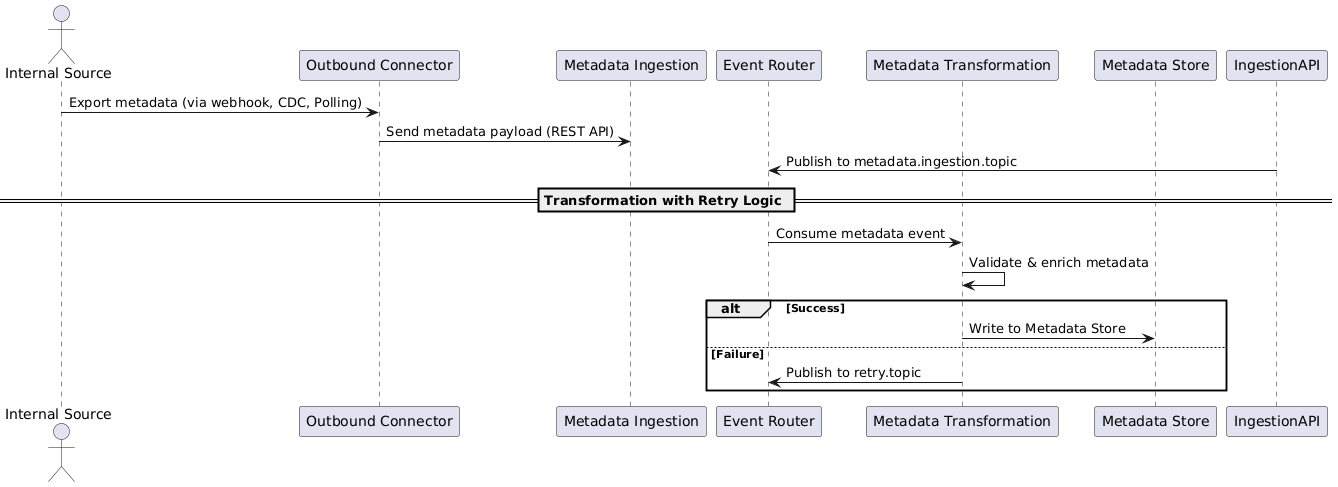 Internal Source
Outbound Connector
Metadata Ingestion
Event Router
Metadata Transformation
Metadata Store
IngestionAPI
Export metadata (via webhook, CDC, Polling)
Send metadata payload (REST API)
Publish to metadata.ingestion.topic
Transformation with Retry Logic
Consume metadata event
Validate & enrich metadata
alt
[Success]
Write to Metadata Store
[Failure]
Publish to retry.topic
Internal Source
Outbound Connector
Metadata Ingestion
Event Router
Metadata Transformation
Metadata Store
IngestionAPI